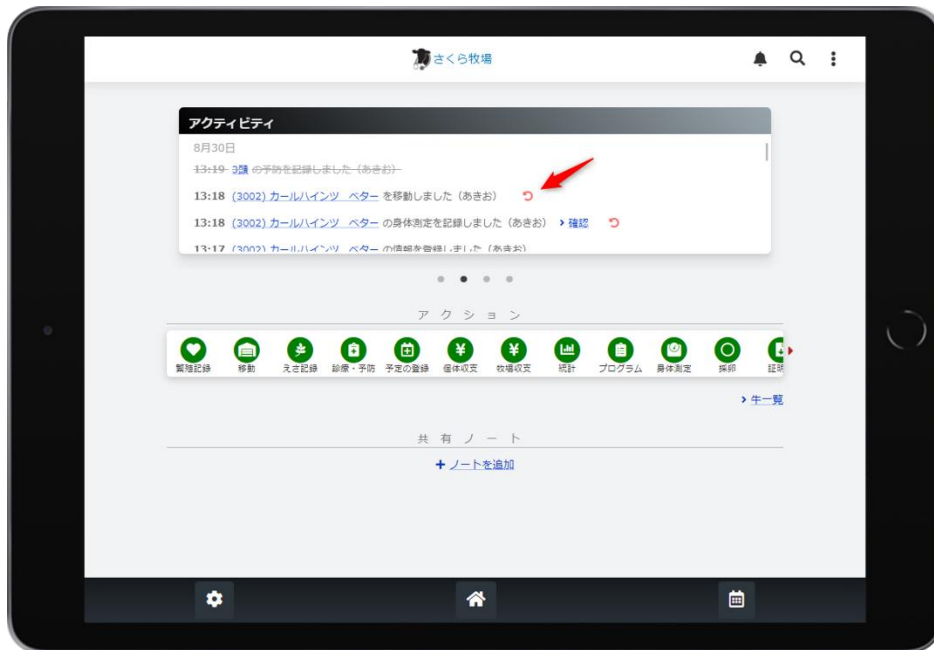 さくら牧場
アクティビティ
8月30日
13:19 3頭 の予防を記録しました（あきお）
13:18 (3002) カールハインツ ベター を移動しました（あきお）
13:18 (3002) カールハインツ ベター の身体測定を記録しました（あきお） 確認
13:17 (3002) カールハインツ ベター の情報を登録しました（あきお）
アクション
繁殖記録 移動 えさ記録 診療・予防 予定の登録 個体収支 牧場収支 統計 プログラム 身体測定 採卵 証明
牛一覧
共有ノート
ノートを追加